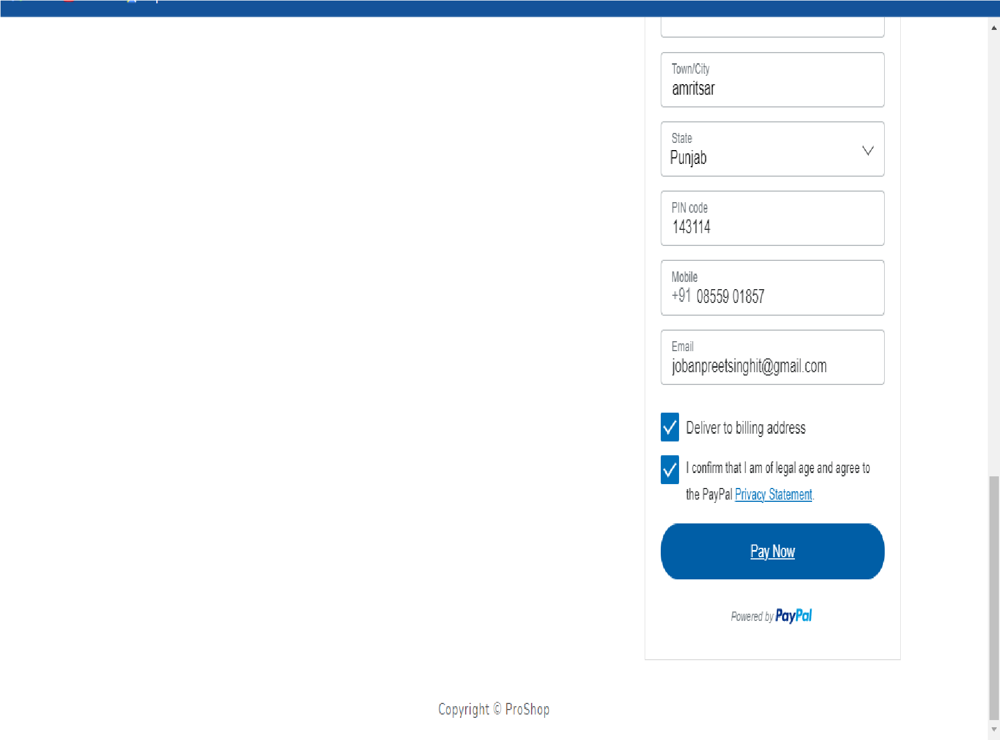 Town/City
amritsar
State
Punjab
PIN code
143114
Mobile
+91 08559 01857
Email
jobanpreetsinghit@gmail.com
Deliver to billing address
I confirm that I am of legal age and agree to
the PayPal Privacy Statement.
Pay Now
Powered by PayPal
Copyright © ProShop